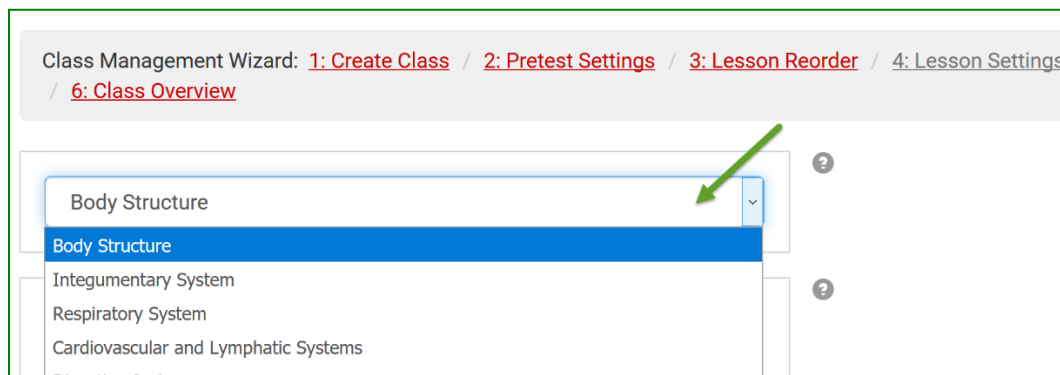 Class Management Wizard: 1: Create Class / 2: Pretest Settings / 3: Lesson Reorder / 4: Lesson Settings
/ 6: Class Overview
?
Body Structure
Body Structure
Integumentary System
?
Respiratory System
Cardiovascular and Lymphatic Systems